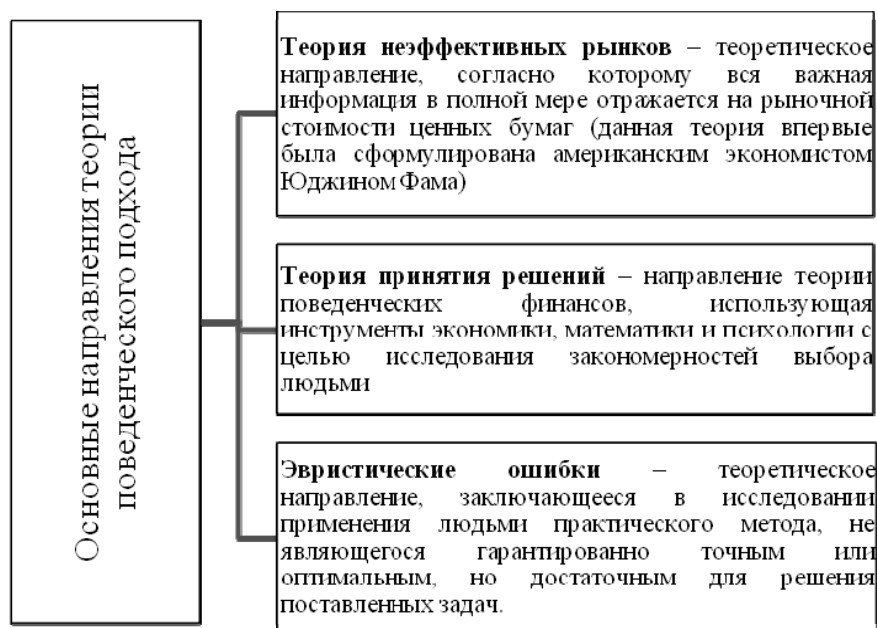 Основные направления теории
поведенческого подхода
Теория неэффективных рынков – теоретическое
направление, согласно которому вся важная
информация в полной мере отражается на рыночной
стоимости ценных бумаг (данная теория впервые
была сформулирована американским экономистом
Юджином Фама)
Теория принятия решений – направление теории
поведенческих финансов, использующая
инструменты экономики, математики и психологии с
целью исследования закономерностей выбора
людьми
Эвристические ошибки – теоретическое
направление, заключающееся в исследовании
применения людьми практического метода, не
являющегося гарантированно точным или
оптимальным, но достаточным для решения
поставленных задач.